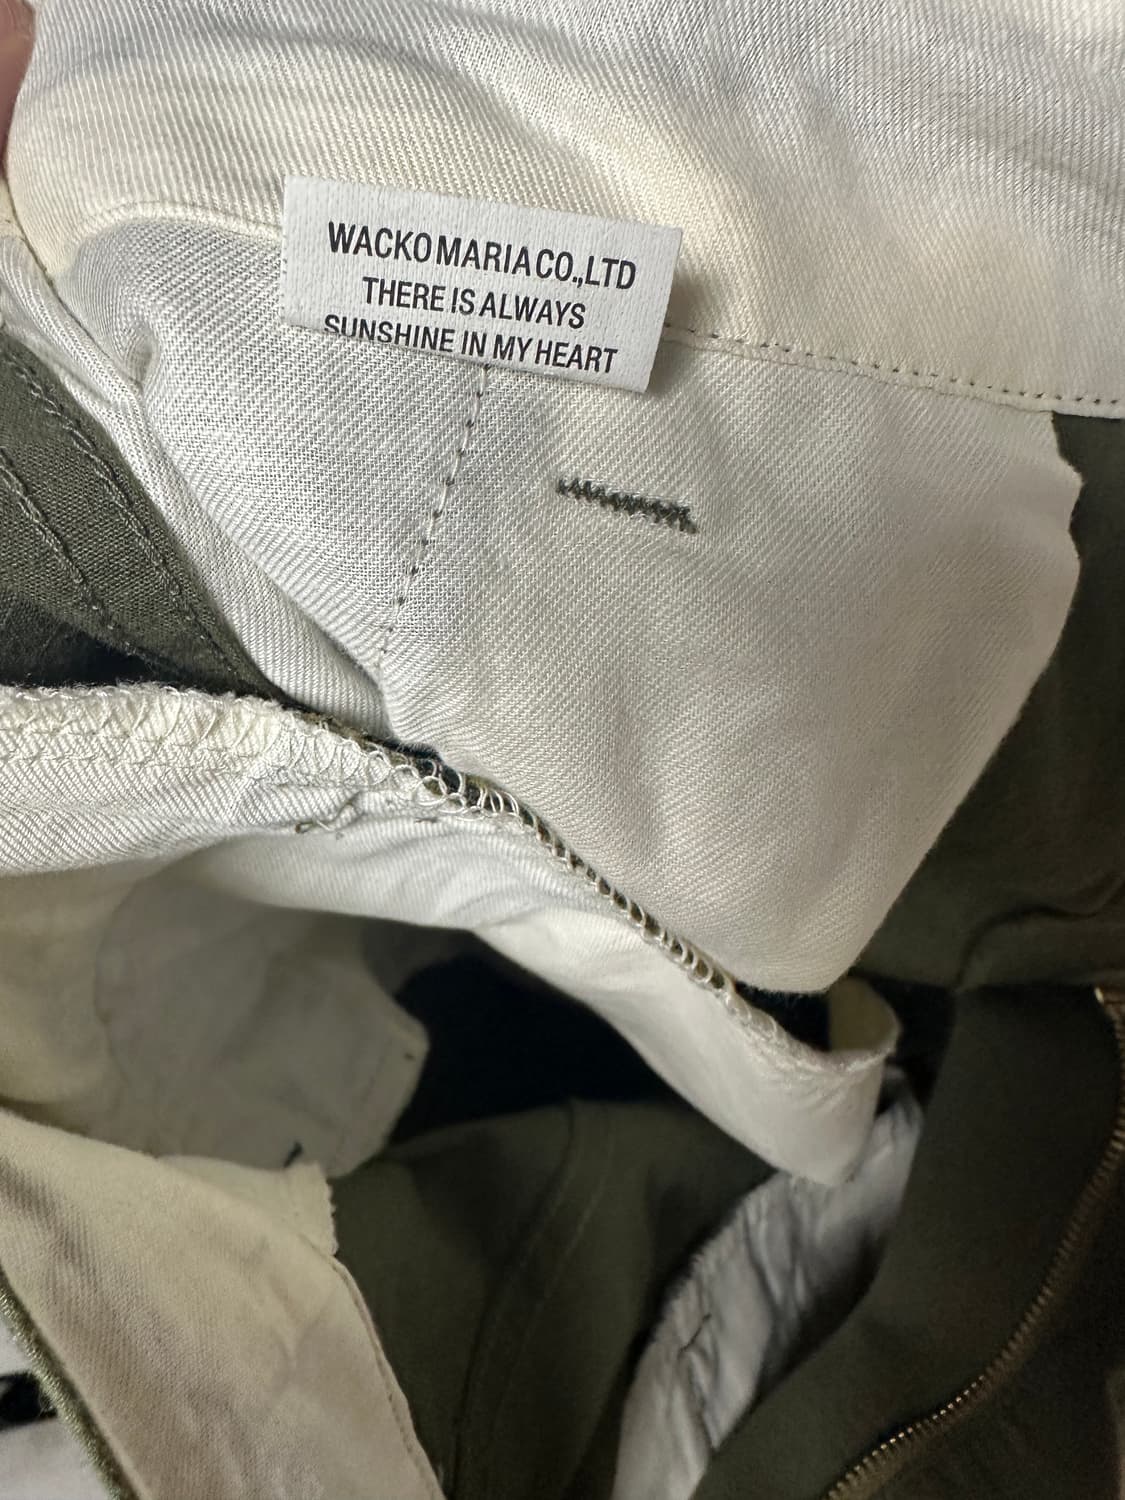 WACKO MARIA CO.,LTD
THERE IS ALWAYS
SUNSHINE IN MY HEART